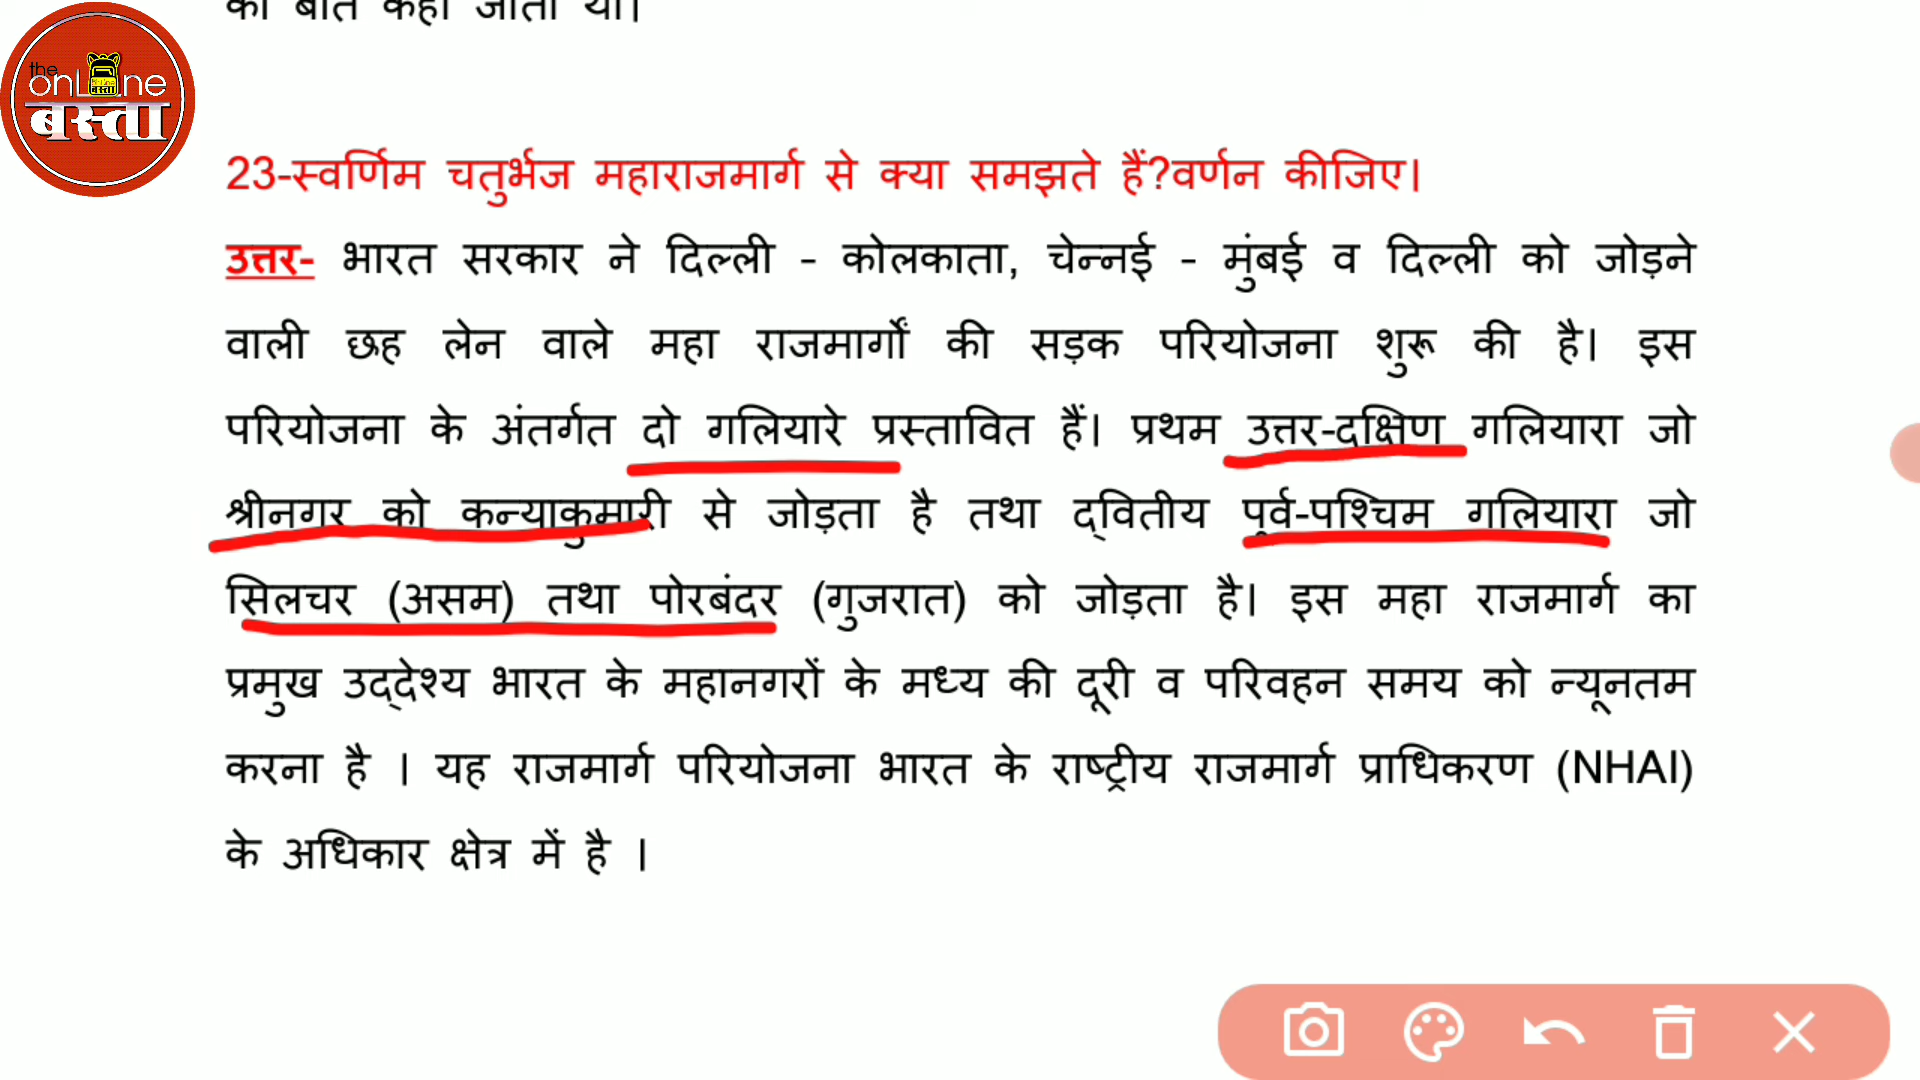 की बात कही जाती थी।
the
onLine
बस्ता
23-स्वर्णिम चतुर्भज महाराजमार्ग से क्या समझते हैं?वर्णन कीजिए।
उत्तर- भारत सरकार ने दिल्ली - कोलकाता, चेन्नई - मुंबई व दिल्ली को जोड़ने
वाली छह लेन वाले महा राजमार्गों की सड़क परियोजना शुरू की है। इस
परियोजना के अंतर्गत दो गलियारे प्रस्तावित हैं। प्रथम उत्तर-दक्षिण गलियारा जो
श्रीनगर को कन्याकुमारी से जोड़ता है तथा द्वितीय पूर्व-पश्चिम गलियारा जो
सिलचर (असम) तथा पोरबंदर (गुजरात) को जोड़ता है। इस महा राजमार्ग का
प्रमुख उद्देश्य भारत के महानगरों के मध्य की दूरी व परिवहन समय को न्यूनतम
करना है । यह राजमार्ग परियोजना भारत के राष्ट्रीय राजमार्ग प्राधिकरण (NHAI)
के अधिकार क्षेत्र में है ।